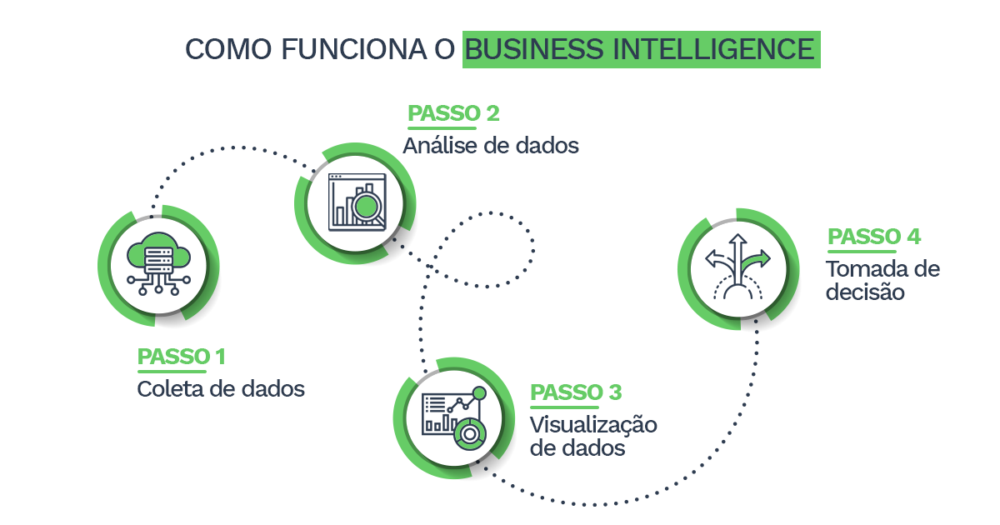 COMO FUNCIONA O BUSINESS INTELLIGENCE
PASSO 1
Coleta de dados
PASSO 2
Análise de dados
PASSO 3
Visualização
de dados
PASSO 4
Tomada de
decisão